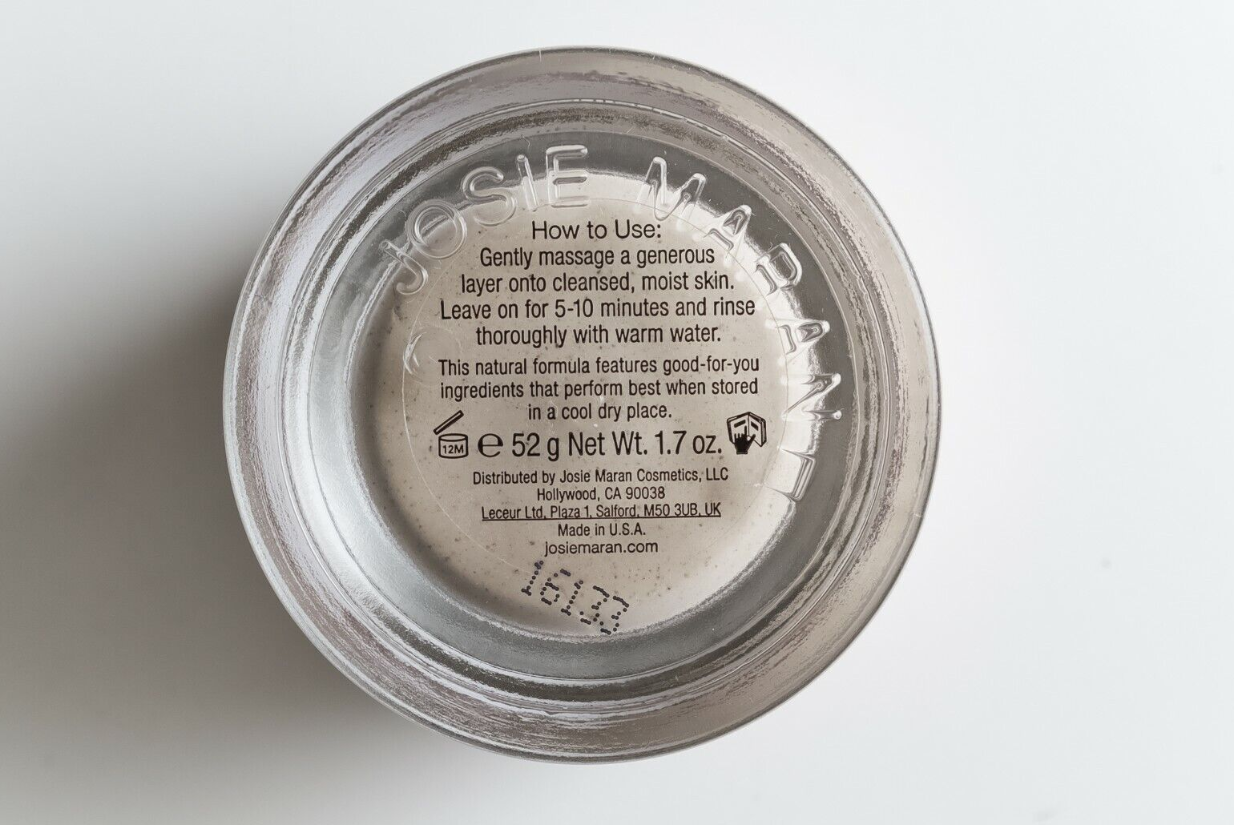 JOSIE MARAN
How to Use:
Gently massage a generous
layer onto cleansed, moist skin.
Leave on for 5-10 minutes and rinse
thoroughly with warm water.
This natural formula features good-for-you
ingredients that perform best when stored
in a cool dry place.
12M ℮ 52 g Net Wt. 1.7 oz.
Distributed by Josie Maran Cosmetics, LLC
Hollywood, CA 90038
Leceur Ltd, Plaza 1, Salford, M50 3UB, UK
Made in U.S.A.
josiemaran.com
16133